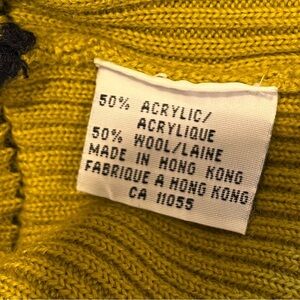 50% ACRYLIC/
ACRYLIQUE
50% WOOL/LAINE
MADE IN HONG KONG
FABRIQUE A HONG KONG
CA 11055